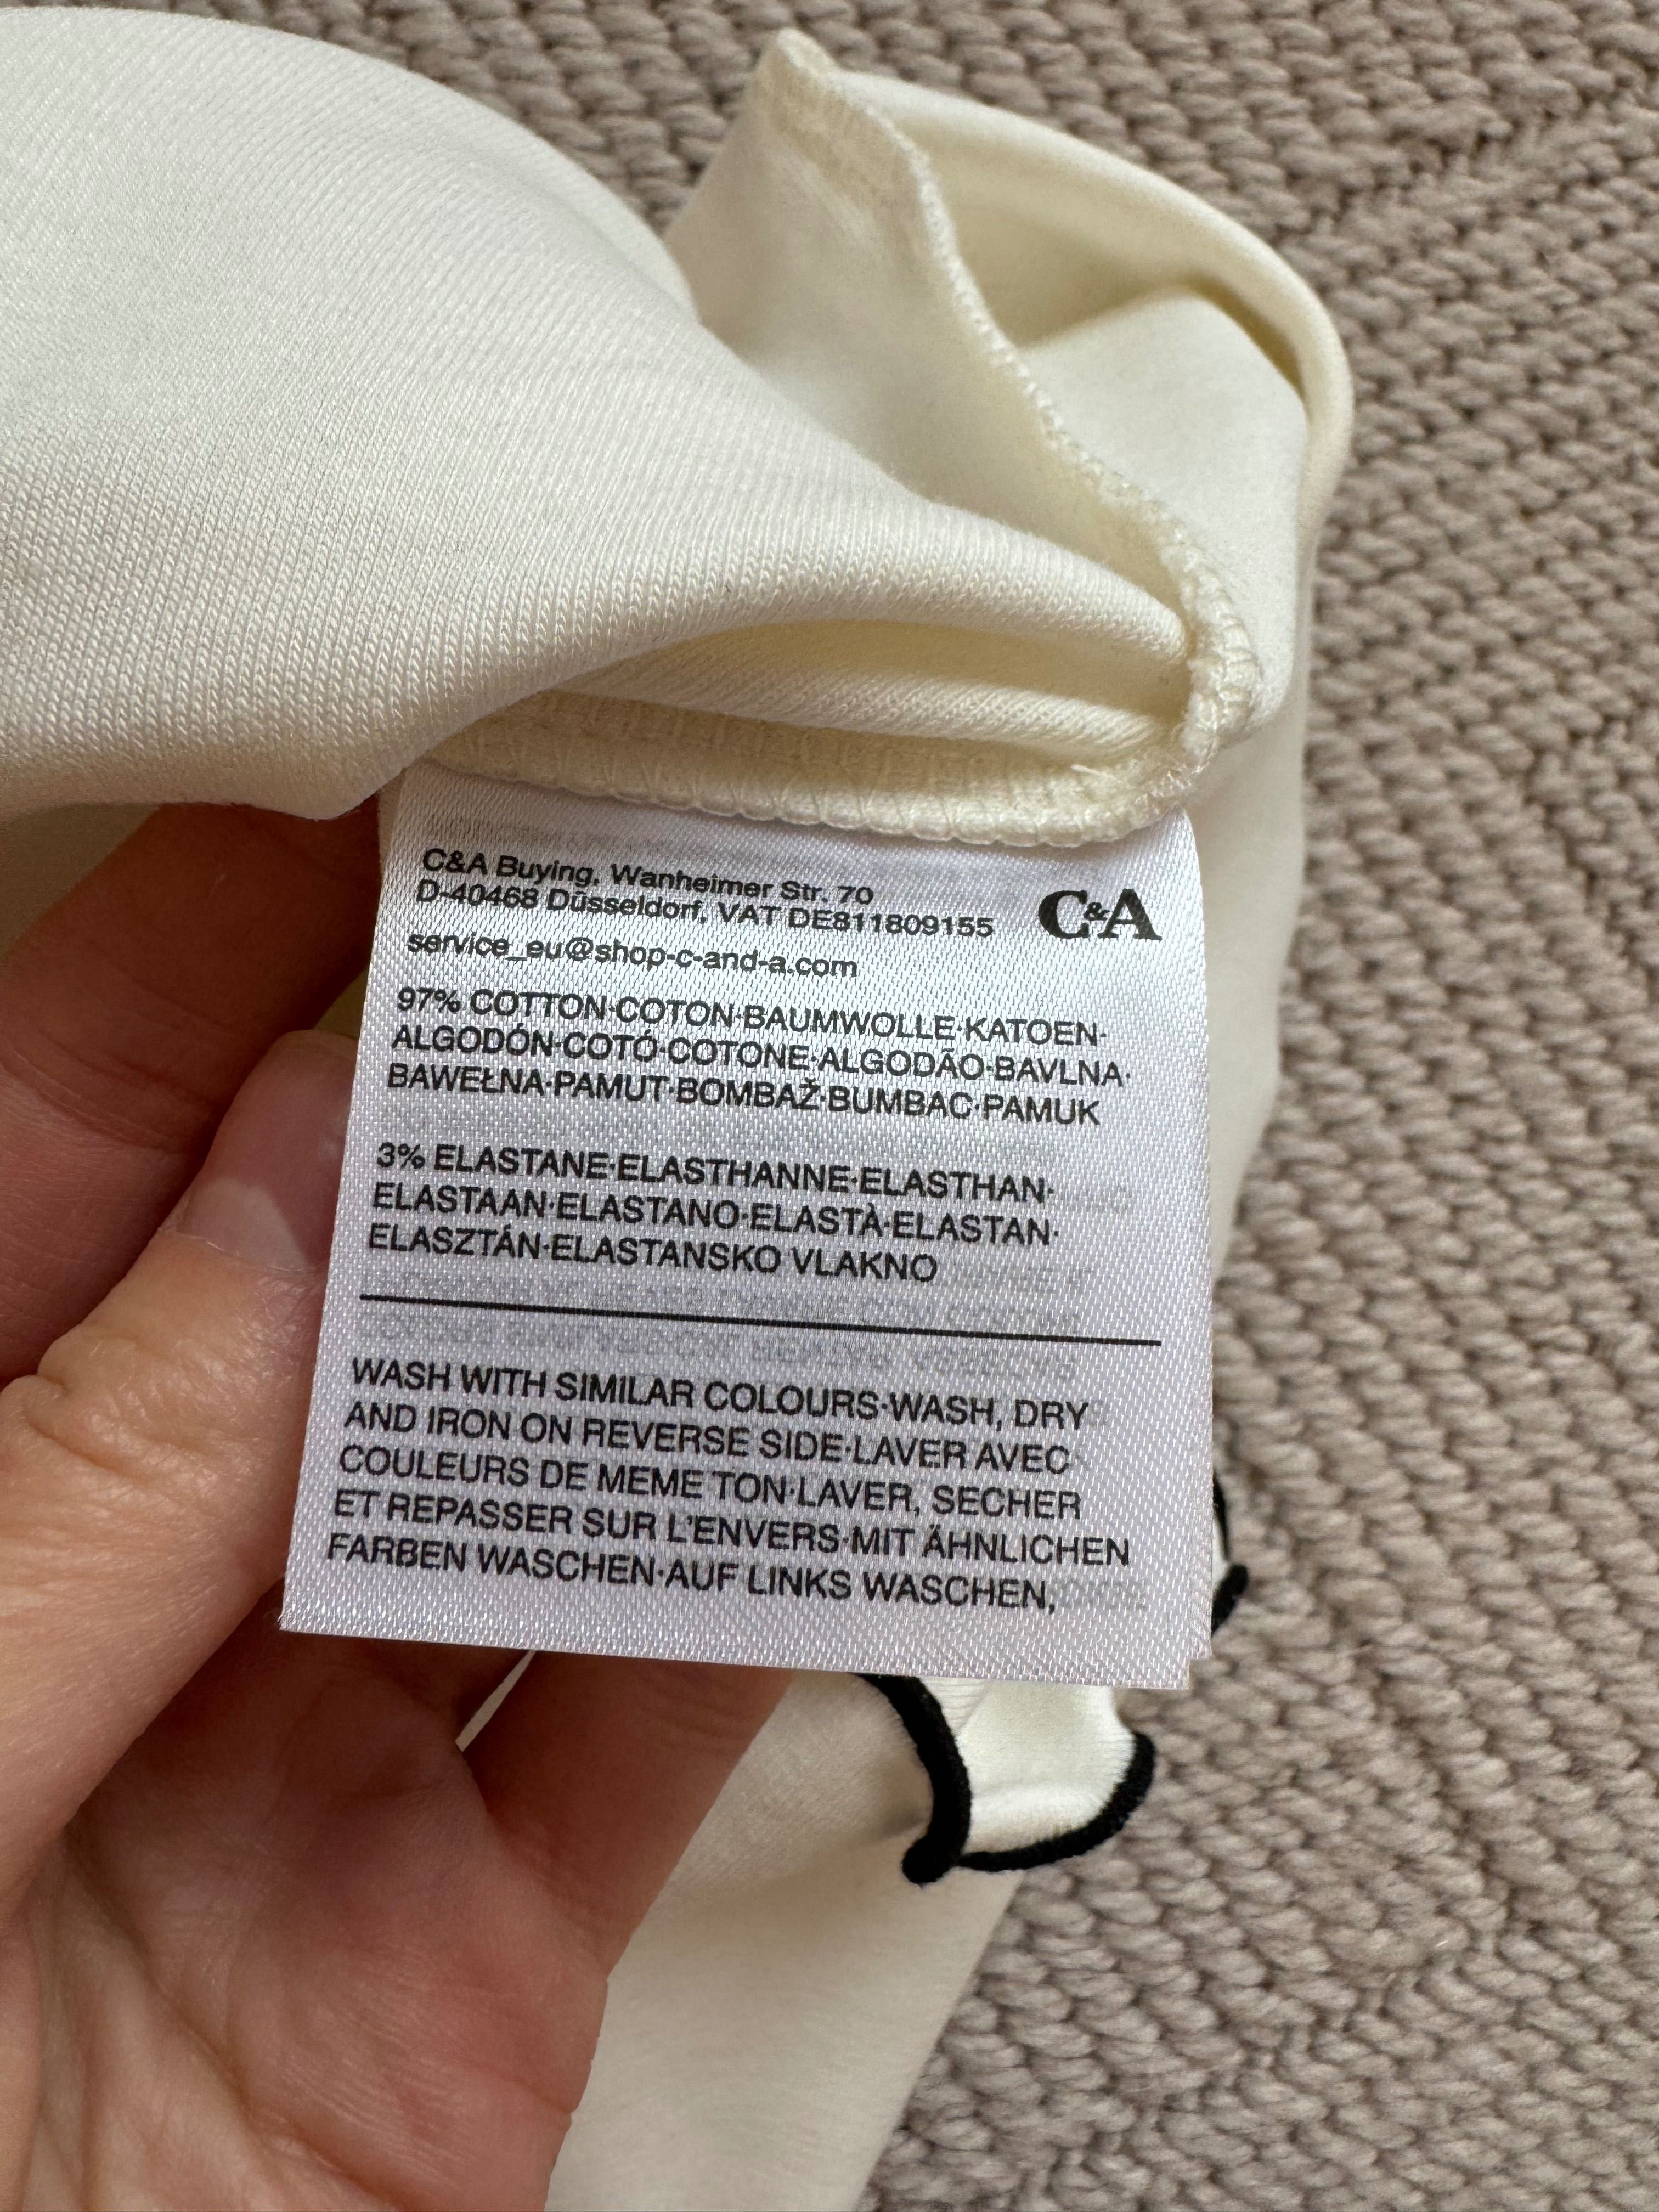 C&A Buying, Wanheimer Str. 70
D-40468 Düsseldorf, VAT DE811809155
C&A
service_eu@shop-c-and-a.com
97% COTTON·COTON·BAUMWOLLE·KATOEN·
ALGODÓN·COTÓ·COTONE·ALGODÃO·BAVLNA·
BAWEŁNA·PAMUT·BOMBAŽ·BUMBAC·PAMUK
3% ELASTANE·ELASTHANNE·ELASTHAN·
ELASTAAN·ELASTANO·ELASTÀ·ELASTAN·
ELASZTÁN·ELASTANSKO VLAKNO
WASH WITH SIMILAR COLOURS·WASH, DRY
AND IRON ON REVERSE SIDE·LAVER AVEC
COULEURS DE MEME TON·LAVER, SECHER
ET REPASSER SUR L'ENVERS·MIT ÄHNLICHEN
FARBEN WASCHEN·AUF LINKS WASCHEN,